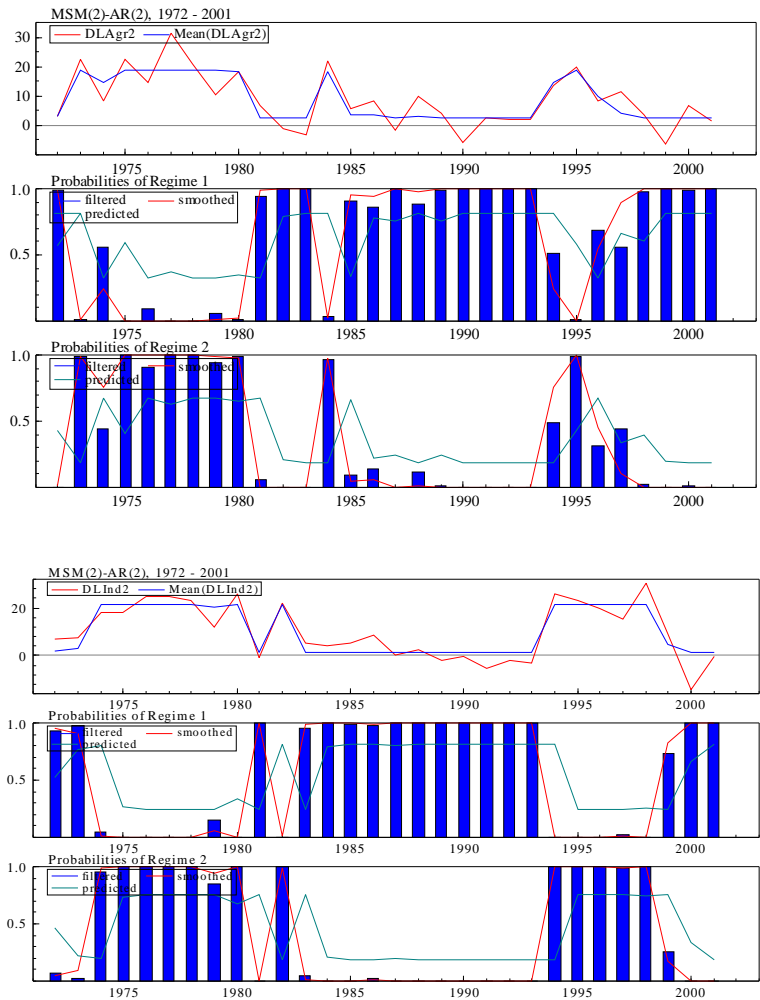 MSM(2)-AR(2), 1972 - 2001
DLAgr2 Mean(DLAgr2)
30
20
10
0
1975 1980 1985 1990 1995 2000
Probabilities of Regime 1
1.0
filtered smoothed
predicted
0.5
1975 1980 1985 1990 1995 2000
Probabilities of Regime 2
1.0
filtered smoothed
predicted
0.5
1975 1980 1985 1990 1995 2000
MSM(2)-AR(2), 1972 - 2001
DLInd2 Mean(DLInd2)
20
0
1975 1980 1985 1990 1995 2000
Probabilities of Regime 1
1.0
filtered smoothed
predicted
0.5
1975 1980 1985 1990 1995 2000
Probabilities of Regime 2
1.0
filtered smoothed
predicted
0.5
1975 1980 1985 1990 1995 2000